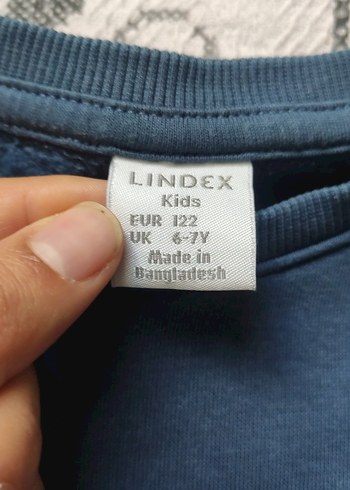 LINDEX
Kids
EUR 122
UK 6-7Y
Made in
Bangladesh